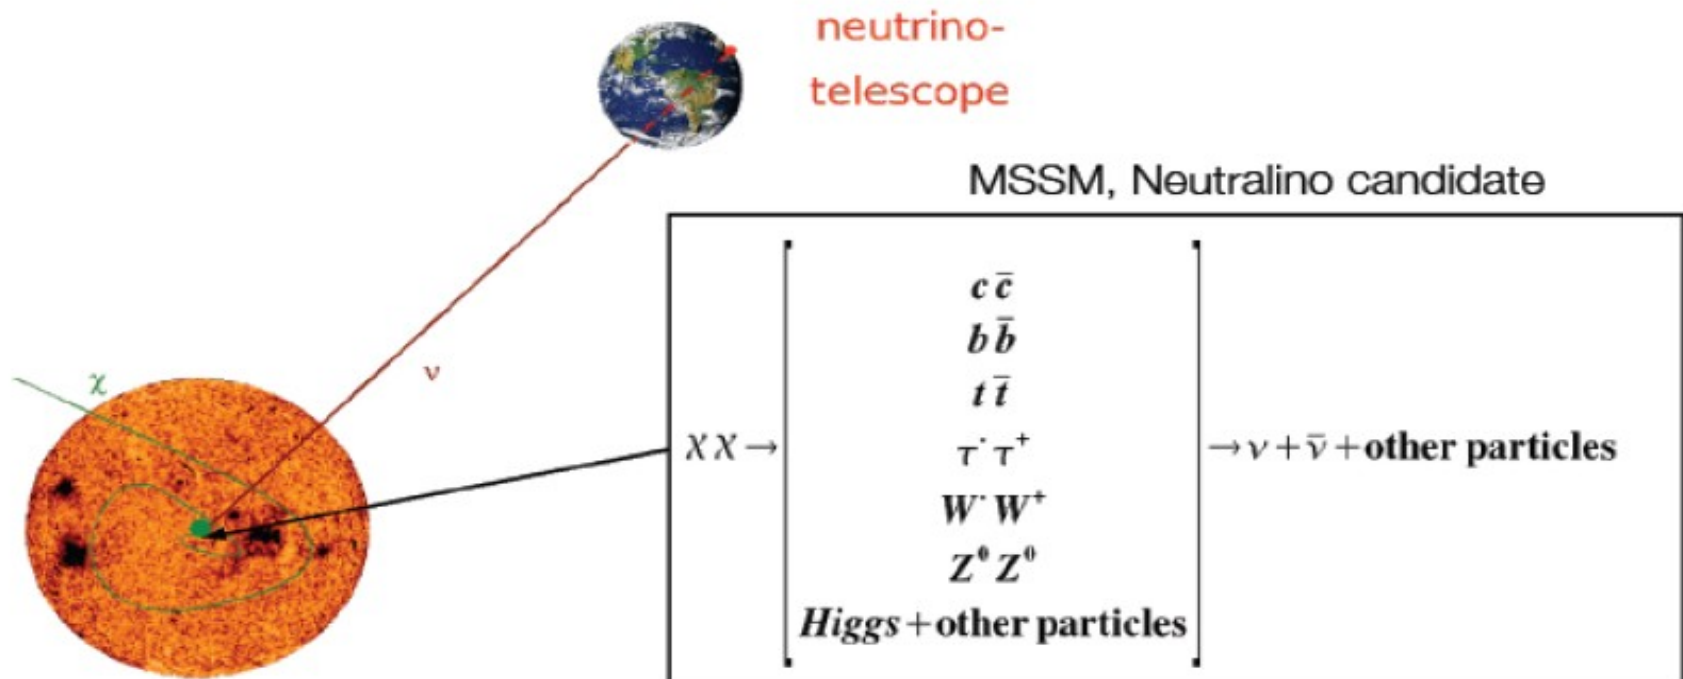 neutrino-
telescope
MSSM, Neutralino candidate
χ
ν
c c̄
b b̄
t t̄
χ χ → τ⁻ τ⁺ → ν + ν̄ + other particles
W⁻ W⁺
Z⁰ Z⁰
Higgs + other particles